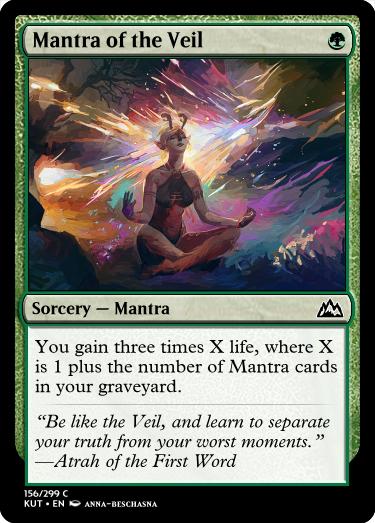 Mantra of the Veil
Sorcery — Mantra
You gain three times X life, where X
is 1 plus the number of Mantra cards
in your graveyard.
“Be like the Veil, and learn to separate
your truth from your worst moments.”
—Atrah of the First Word
156/299 C
KUT • EN ANNA-BESCHASNA